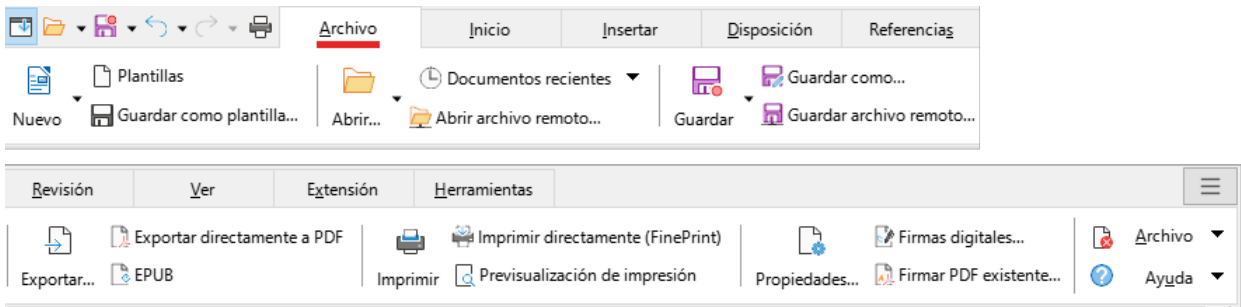 Archivo Inicio Insertar Disposición Referencias
Plantillas Documentos recientes Guardar como...
Nuevo Guardar como plantilla... Abrir... Abrir archivo remoto... Guardar Guardar archivo remoto...
Revisión Ver Extensión Herramientas
Exportar directamente a PDF Imprimir directamente (FinePrint) Firmas digitales... Archivo
Exportar... EPUB Imprimir Previsualización de impresión Propiedades... Firmar PDF existente... Ayuda